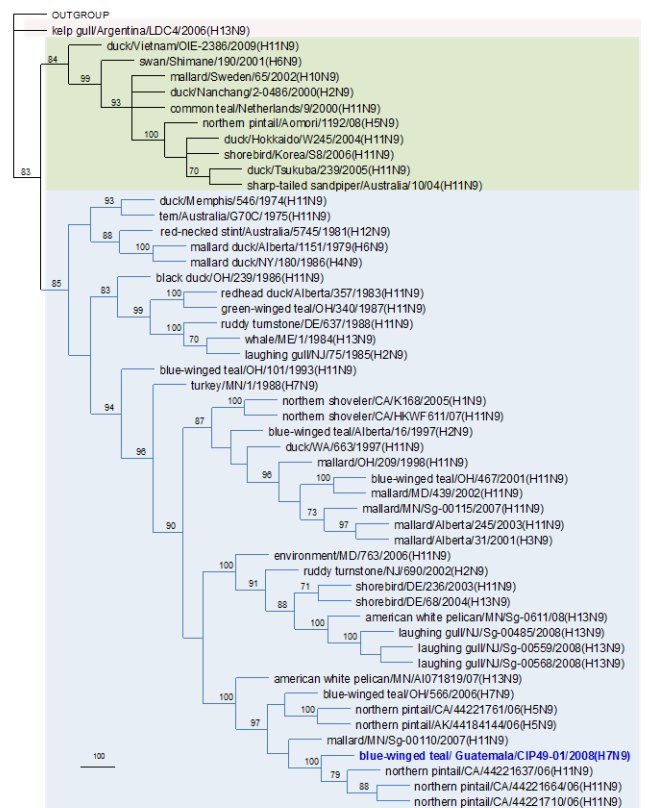 OUTGROUP
kelp gull/Argentina/LDC4/2006(H13N9)
duck/Vietnam/OIE-2386/2009(H11N9)
84
swan/Shimane/190/2001(H6N9)
99
mallard/Sweden/65/2002(H10N9)
duck/Nanchang/2-0486/2000(H2N9)
93
common teal/Netherlands/9/2000(H11N9)
northern pintail/Aomori/1192/08(H5N9)
100
duck/Hokkaido/W245/2004(H11N9)
shorebird/Korea/S8/2006(H11N9)
83
70
duck/Tsukuba/239/2005(H11N9)
sharp-tailed sandpiper/Australia/10/04(H11N9)
93
duck/Memphis/546/1974(H11N9)
tern/Australia/G70C/1975(H11N9)
88
red-necked stint/Australia/5745/1981(H12N9)
100
mallard duck/Alberta/1151/1979(H6N9)
mallard duck/NY/180/1986(H4N9)
85
83
black duck/OH/239/1986(H11N9)
100
redhead duck/Alberta/357/1983(H11N9)
99
green-winged teal/OH/340/1987(H11N9)
100
ruddy turnstone/DE/637/1988(H11N9)
70
whale/ME/1/1984(H13N9)
laughing gull/NJ/75/1985(H2N9)
blue-winged teal/OH/101/1993(H11N9)
94
turkey/MN/1/1988(H7N9)
100
northern shoveler/CA/K168/2005(H1N9)
87
northern shoveler/CA/HKWF611/07(H11N9)
blue-winged teal/Alberta/16/1997(H2N9)
96
duck/WA/663/1997(H11N9)
96
mallard/OH/209/1998(H11N9)
100
blue-winged teal/OH/467/2001(H11N9)
mallard/MD/439/2002(H11N9)
73
mallard/MN/Sg-00115/2007(H11N9)
90
97
mallard/Alberta/245/2003(H11N9)
mallard/Alberta/31/2001(H3N9)
100
environment/MD/763/2006(H11N9)
91
ruddy turnstone/NJ/690/2002(H2N9)
71
shorebird/DE/236/2003(H11N9)
88
shorebird/DE/68/2004(H13N9)
100
american white pelican/MN/Sg-0611/08(H13N9)
100
laughing gull/NJ/Sg-00485/2008(H13N9)
laughing gull/NJ/Sg-00559/2008(H13N9)
laughing gull/NJ/Sg-00568/2008(H13N9)
100
american white pelican/MN/AI071819/07(H13N9)
blue-winged teal/OH/566/2006(H7N9)
97
100
northern pintail/CA/44221761/06(H5N9)
northern pintail/AK/44184144/06(H5N9)
mallard/MN/Sg-00110/2007(H11N9)
100
100
blue-winged teal/ Guatemala/CIP49-01/2008(H7N9)
79
northern pintail/CA/44221637/06(H11N9)
88
northern pintail/CA/44221664/06(H11N9)
northern pintail/CA/44221710/06(H11N9)